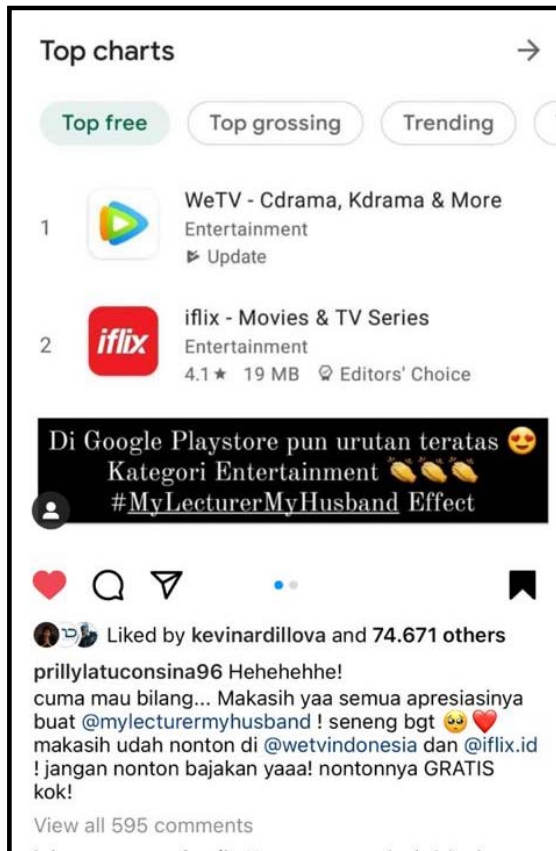 Top charts
Top free
Top grossing
Trending
1
WeTV - Cdrama, Kdrama & More
Entertainment
Update
2
iflix
iflix - Movies & TV Series
Entertainment
4.1★ 19 MB Editors' Choice
Di Google Playstore pun urutan teratas 😍
Kategori Entertainment 👏👏👏
#MyLecturerMyHusband Effect
Liked by kevinardillova and 74.671 others
prillylatuconsina96 Hehehehhe!
cuma mau bilang... Makasih yaa semua apresiasinya
buat @mylecturermyhusband ! seneng bgt 🥺❤️
makasih udah nonton di @wetvindonesia dan @iflix.id
! jangan nonton bajakan yaaa! nontonnya GRATIS
kok!
View all 595 comments